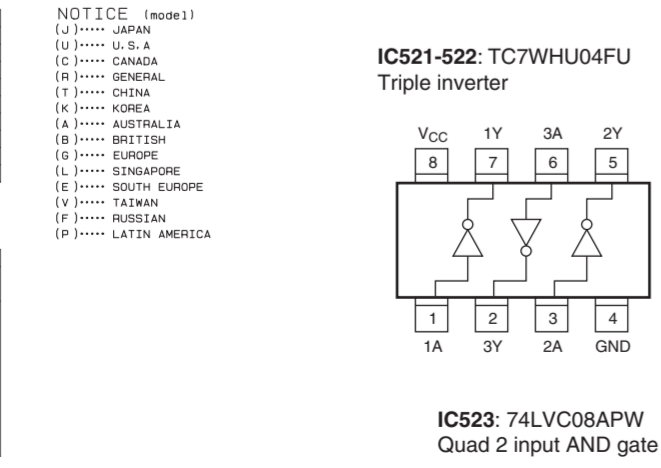 NOTICE (model)
(J)····· JAPAN
(U)····· U.S.A
(C)····· CANADA
(R)····· GENERAL
(T)····· CHINA
(K)····· KOREA
(A)····· AUSTRALIA
(B)····· BRITISH
(G)····· EUROPE
(L)····· SINGAPORE
(E)····· SOUTH EUROPE
(V)····· TAIWAN
(F)····· RUSSIAN
(P)····· LATIN AMERICA
IC521-522: TC7WHU04FU
Triple inverter
VCC 1Y 3A 2Y
8 7 6 5
1 2 3 4
1A 3Y 2A GND
IC523: 74LVC08APW
Quad 2 input AND gate